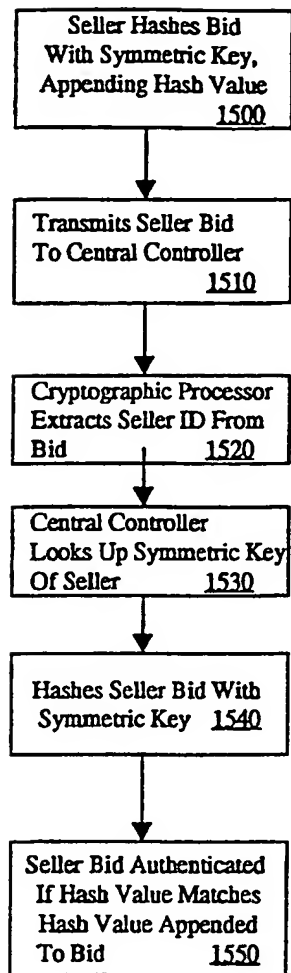 Seller Hashes Bid
With Symmetric Key,
Appending Hash Value
1500
Transmits Seller Bid
To Central Controller
1510
Cryptographic Processor
Extracts Seller ID From
Bid 1520
Central Controller
Looks Up Symmetric Key
Of Seller 1530
Hashes Seller Bid With
Symmetric Key 1540
Seller Bid Authenticated
If Hash Value Matches
Hash Value Appended
To Bid 1550